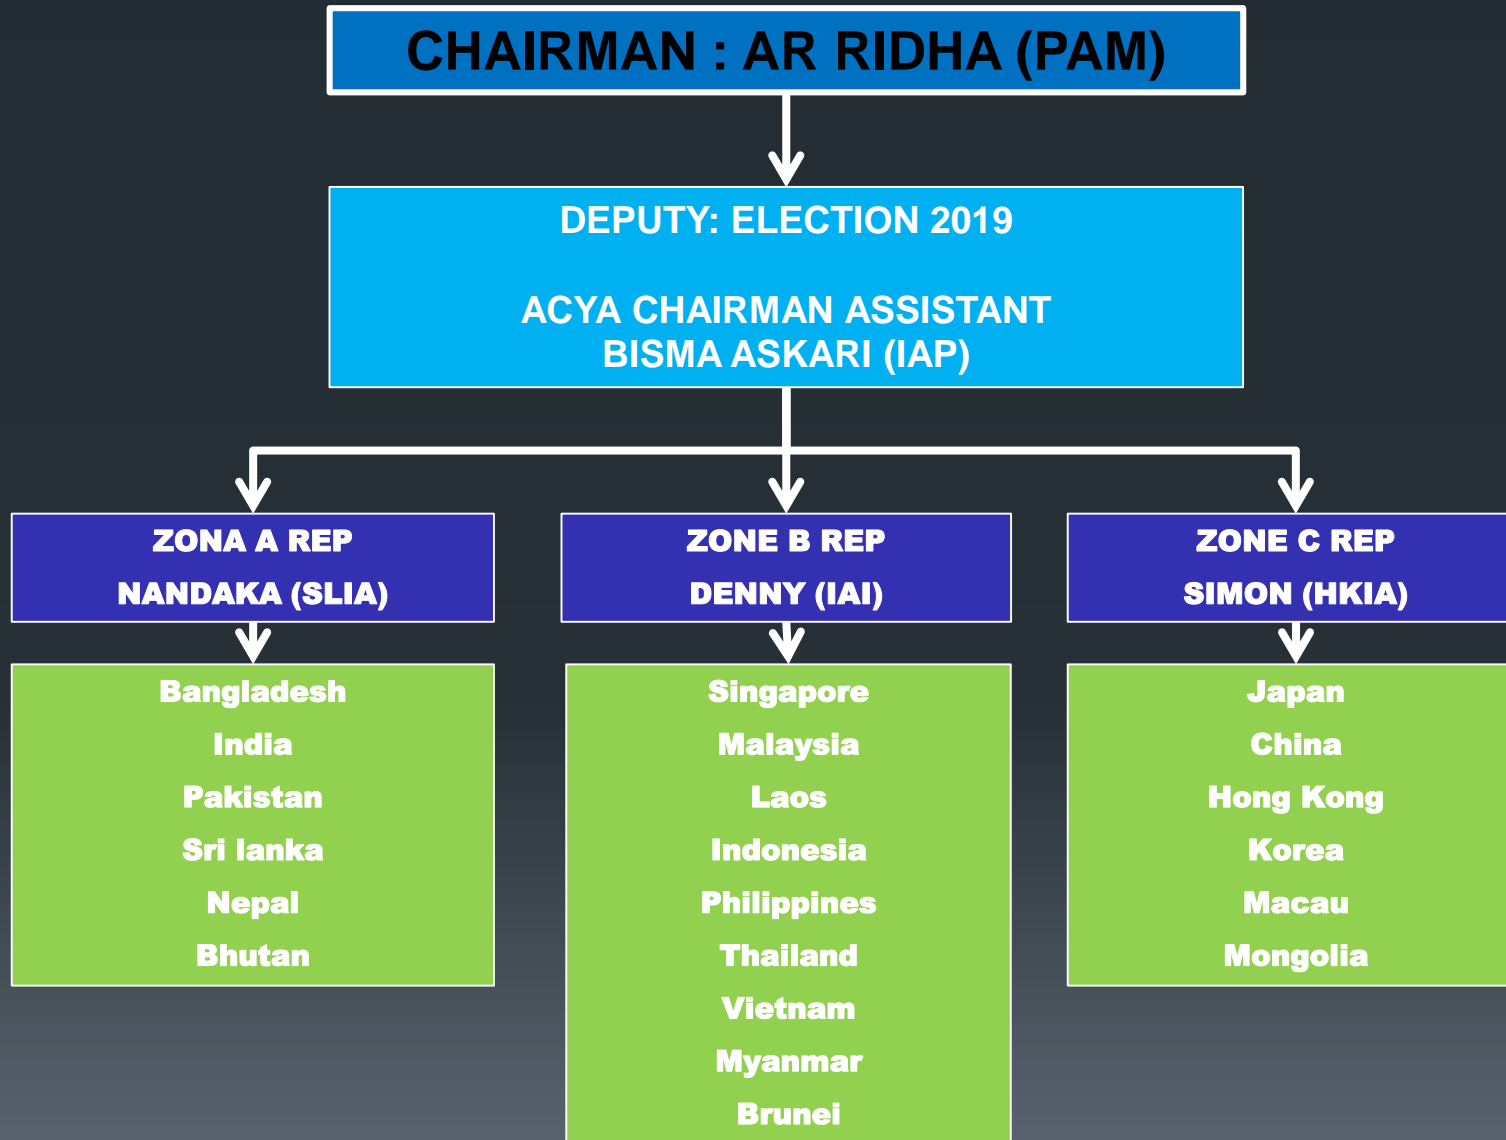 CHAIRMAN : AR RIDHA (PAM)
DEPUTY: ELECTION 2019
ACYA CHAIRMAN ASSISTANT
BISMA ASKARI (IAP)
ZONA A REP
NANDAKA (SLIA)
Bangladesh
India
Pakistan
Sri lanka
Nepal
Bhutan
ZONE B REP
DENNY (IAI)
Singapore
Malaysia
Laos
Indonesia
Philippines
Thailand
Vietnam
Myanmar
Brunei
ZONE C REP
SIMON (HKIA)
Japan
China
Hong Kong
Korea
Macau
Mongolia